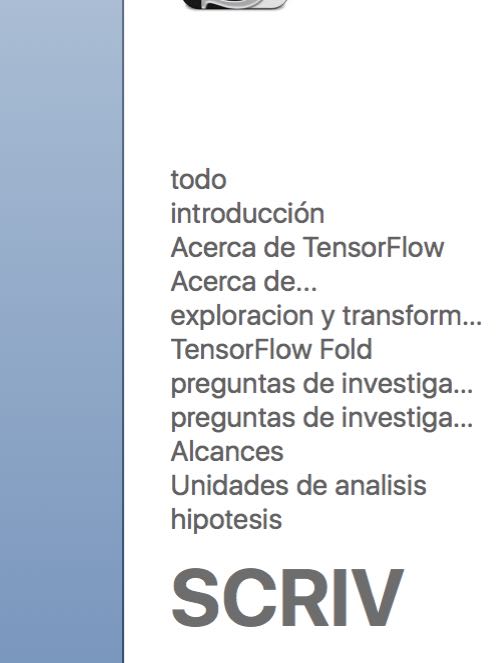 todo
introducción
Acerca de TensorFlow
Acerca de...
exploracion y transform...
TensorFlow Fold
preguntas de investiga...
preguntas de investiga...
Alcances
Unidades de analisis
hipotesis
SCRIV